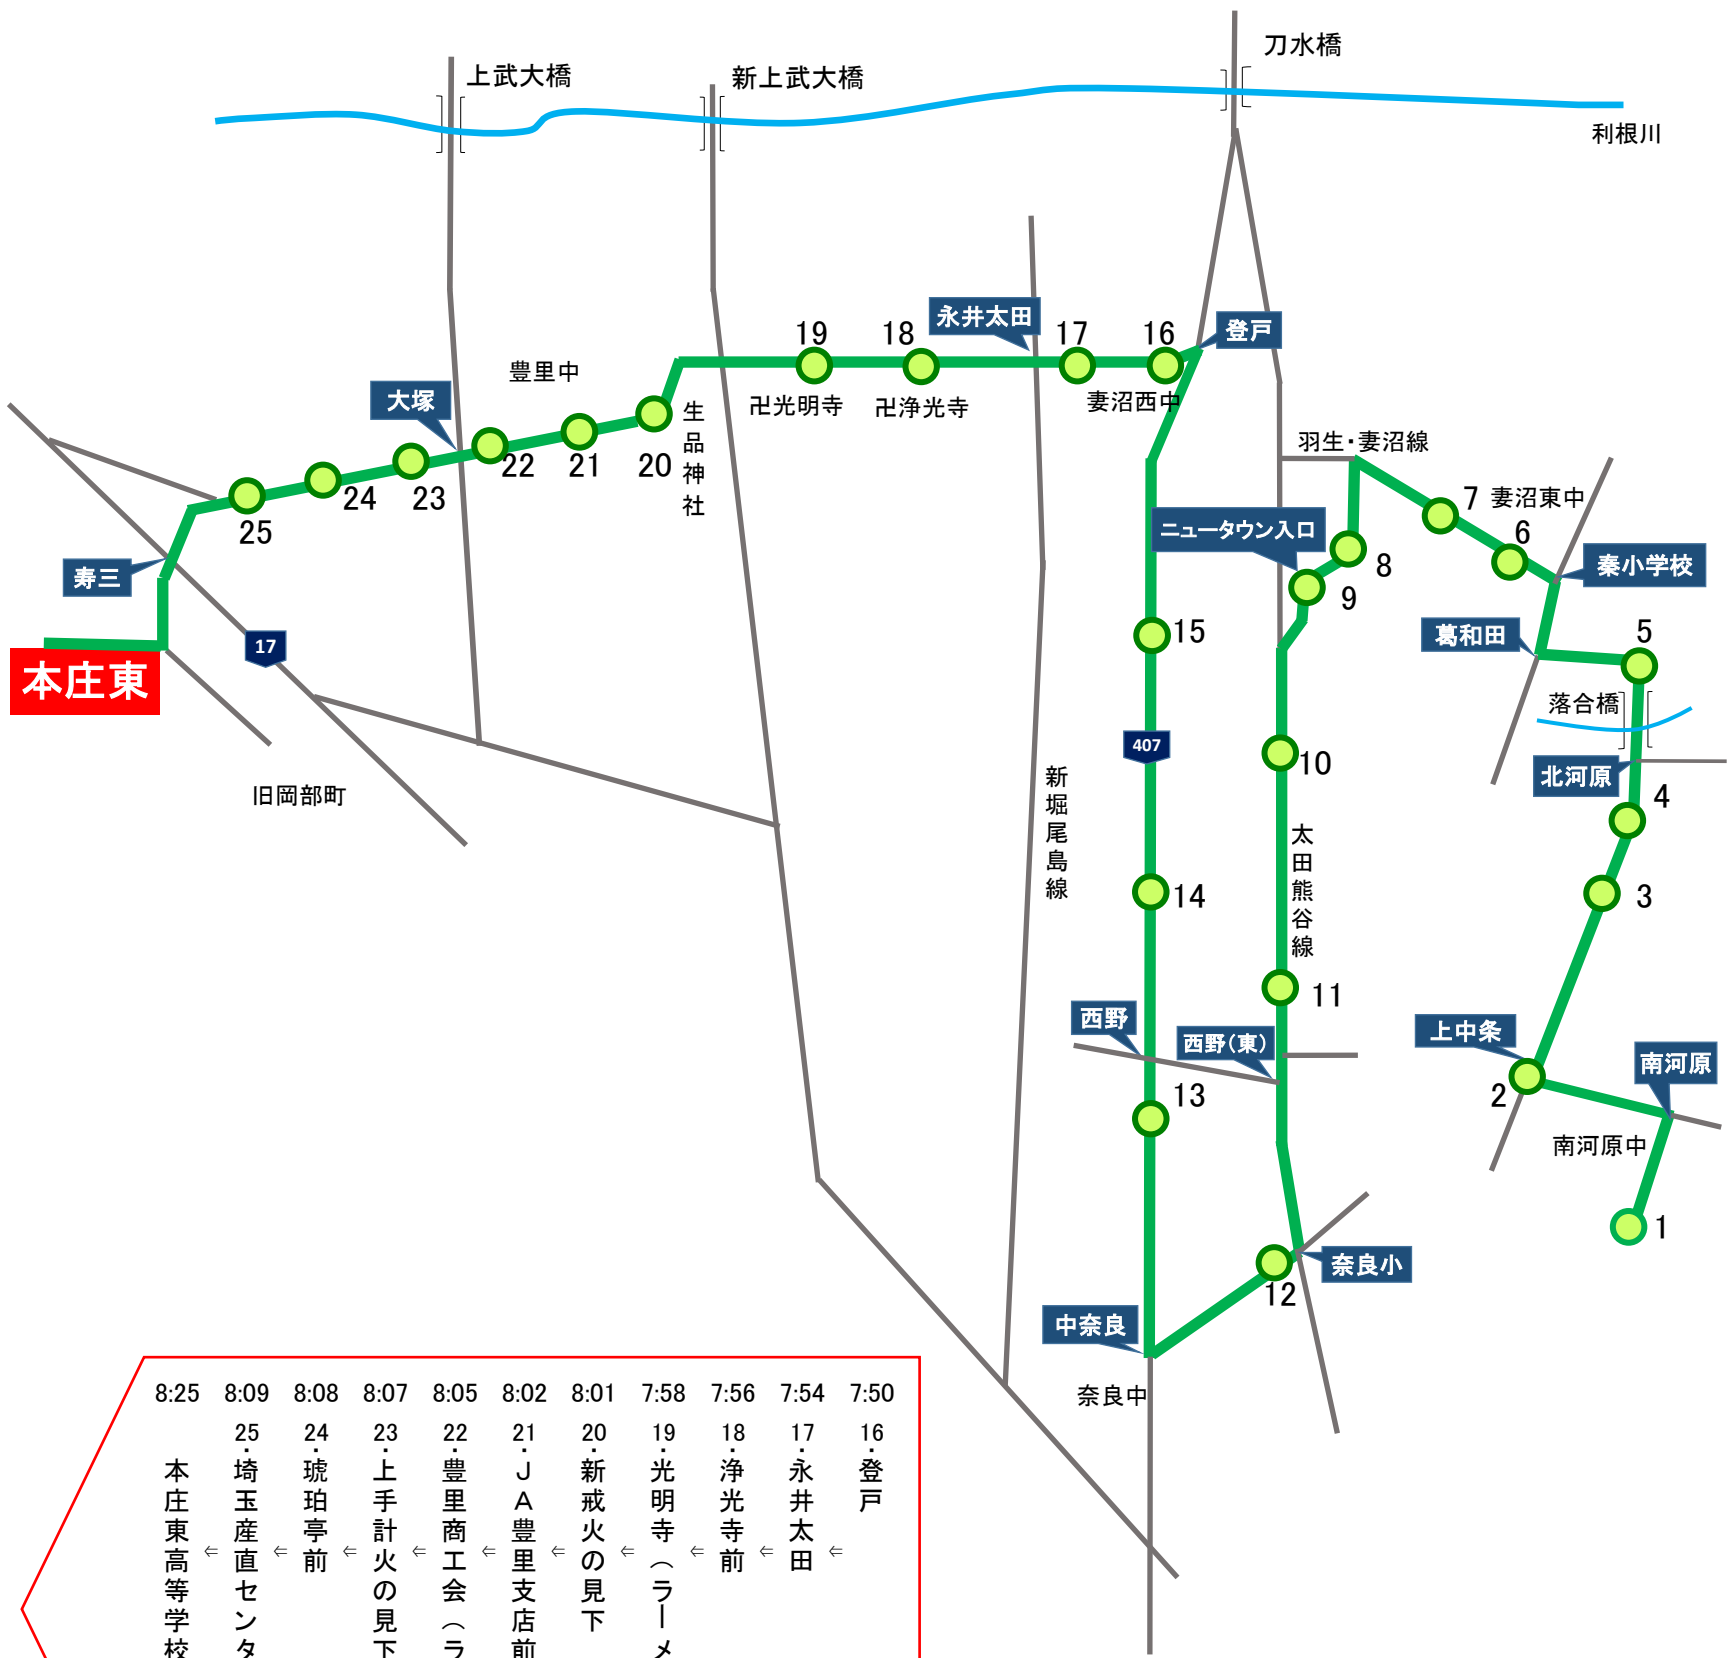 刀水橋
上武大橋
新上武大橋
利根川
永井太田
登戸
19
18
17
16
豊里中
大塚
卍光明寺
卍浄光寺
妻沼西中
生品神社
羽生・妻沼線
22
21
20
23
24
25
7
妻沼東中
6
ニュータウン入口
8
9
秦小学校
寿三
葛和田
5
15
17
本庄東
落合橋
407
10
北河原
4
旧岡部町
新堀尾島線
太田熊谷線
14
3
11
西野
西野(東)
上中条
南河原
13
2
南河原中
1
奈良小
12
中奈良
奈良中
7:50
16・登戸
⇐
7:54
17・永井太田
⇐
7:56
18・浄光寺前
⇐
7:58
19・光明寺（ラーメ
⇐
8:01
20・新戒火の見下
⇐
8:02
21・JA豊里支店前
⇐
8:05
22・豊里商工会（ラ
⇐
8:07
23・上手計火の見下
⇐
8:08
24・琥珀亭前
⇐
8:09
25・埼玉産直センタ
⇐
8:25
本庄東高等学校